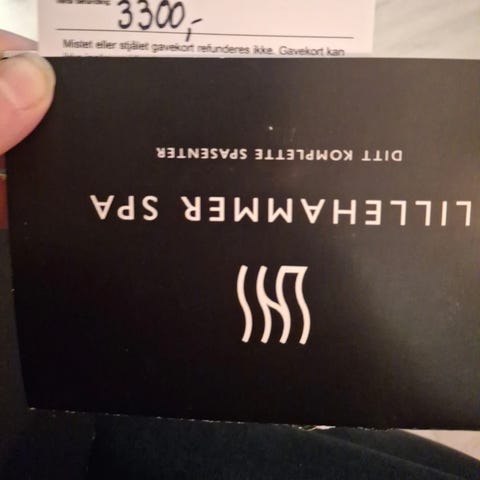 3300,-
Mistet eller stjålet gavekort refunderes ikke. Gavekort kan
LILLEHAMMER SPA
DITT KOMPLETTE SPASENTER